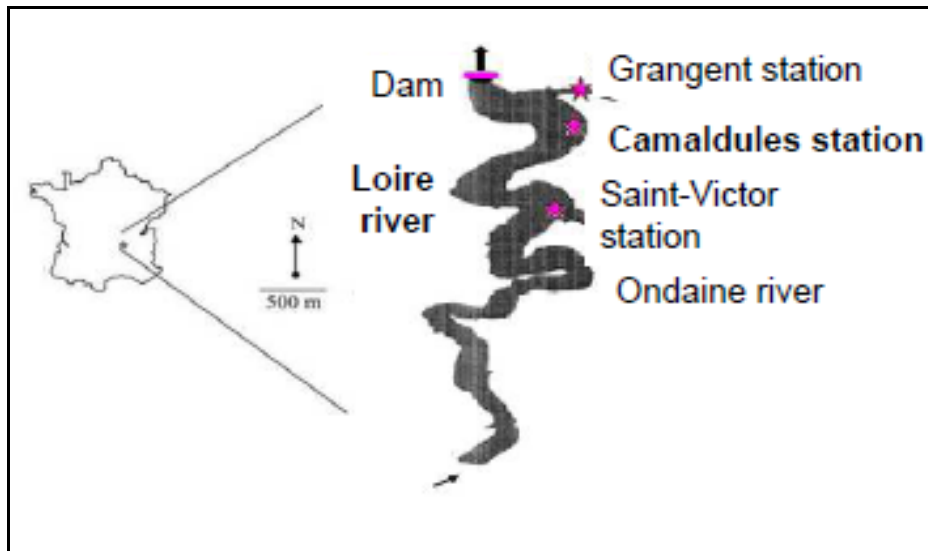 Dam
Grangent station
Camaldules station
Loire
river
Saint-Victor
station
N
500 m
Ondaine river